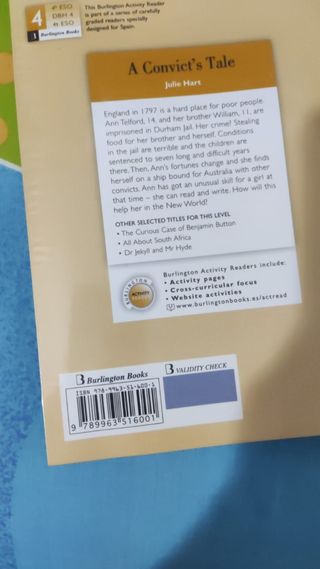 4
4º ESO
DBH 4
4t ESO
1 Burlington Books
This Burlington Activity Reader
is part of a series of carefully
graded readers specially
designed for Spain.
A Convict's Tale
Julie Hart
England in 1797 is a hard place for poor people.
Ann Telford, 14, and her brother William, 11, are
imprisoned in Durham Jail. Her crime? Stealing
food for her brother and herself. Conditions
in the jail are terrible and the children are
sentenced to seven long and difficult years
there. Then, Ann's fortunes change and she finds
herself on a ship bound for Australia with other
convicts. Ann has got an unusual skill for a girl at
that time – she can read and write. How will this
help her in the New World?
OTHER SELECTED TITLES FOR THIS LEVEL
• The Curious Case of Benjamin Button
• All About South Africa
• Dr Jekyll and Mr Hyde
BURLINGTON
ACTIVITY
Burlington Activity Readers include:
• Activity pages
• Cross-curricular focus
• Website activities
www.burlingtonbooks.es/actread
B Burlington Books
B VALIDITY CHECK
ISBN 978-9963-51-600-1
9 789963 516001